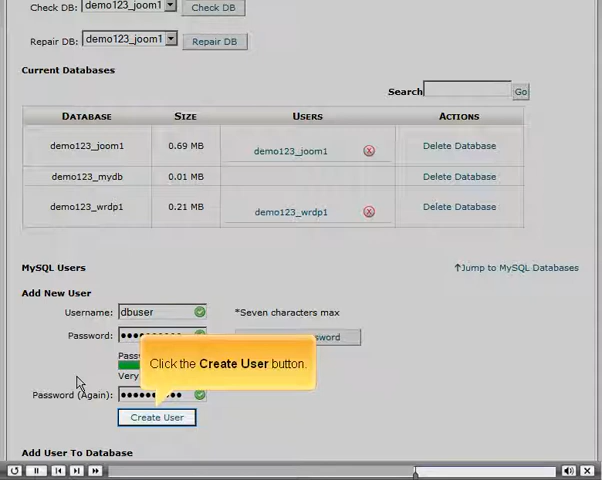 Check DB: demo123_joom1 Check DB
Repair DB: demo123_joom1 Repair DB
Current Databases
Search Go
DATABASE SIZE USERS ACTIONS
demo123_joom1 0.69 MB demo123_joom1 Delete Database
demo123_mydb 0.01 MB Delete Database
demo123_wrdp1 0.21 MB demo123_wrdp1 Delete Database
MySQL Users ↑Jump to MySQL Databases
Add New User
Username: dbuser *Seven characters max
Password:
Click the Create User button.
Very
Password (Again):
Create User
Add User To Database